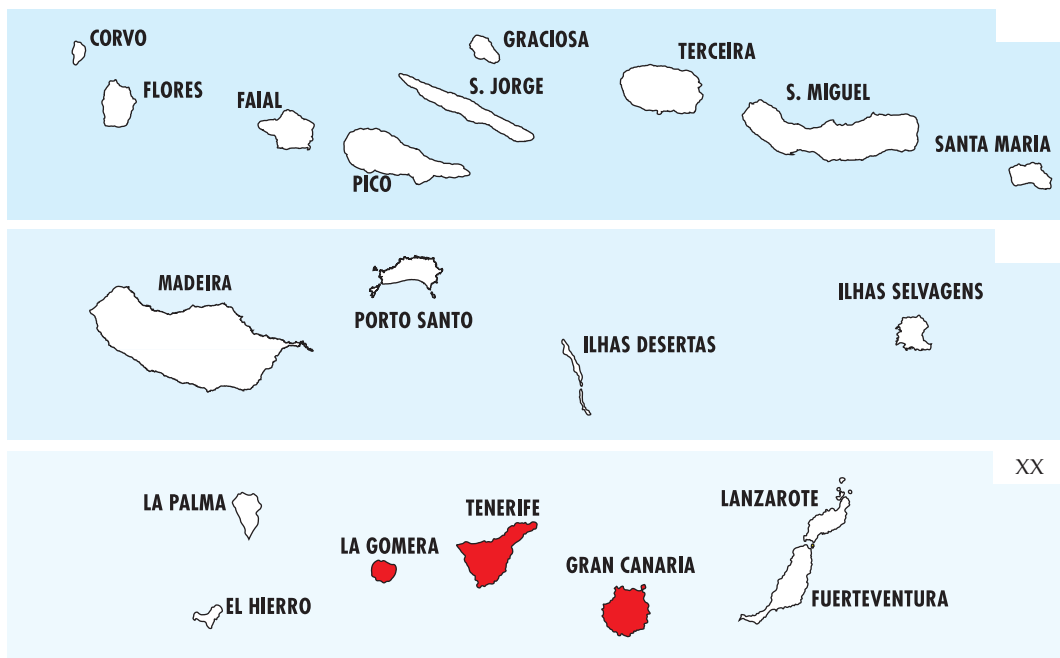 CORVO
FLORES
FAIAL
PICO
GRACIOSA
S. JORGE
TERCEIRA
S. MIGUEL
SANTA MARIA
MADEIRA
PORTO SANTO
ILHAS DESERTAS
ILHAS SELVAGENS
XX
LA PALMA
EL HIERRO
LA GOMERA
TENERIFE
GRAN CANARIA
LANZAROTE
FUERTEVENTURA